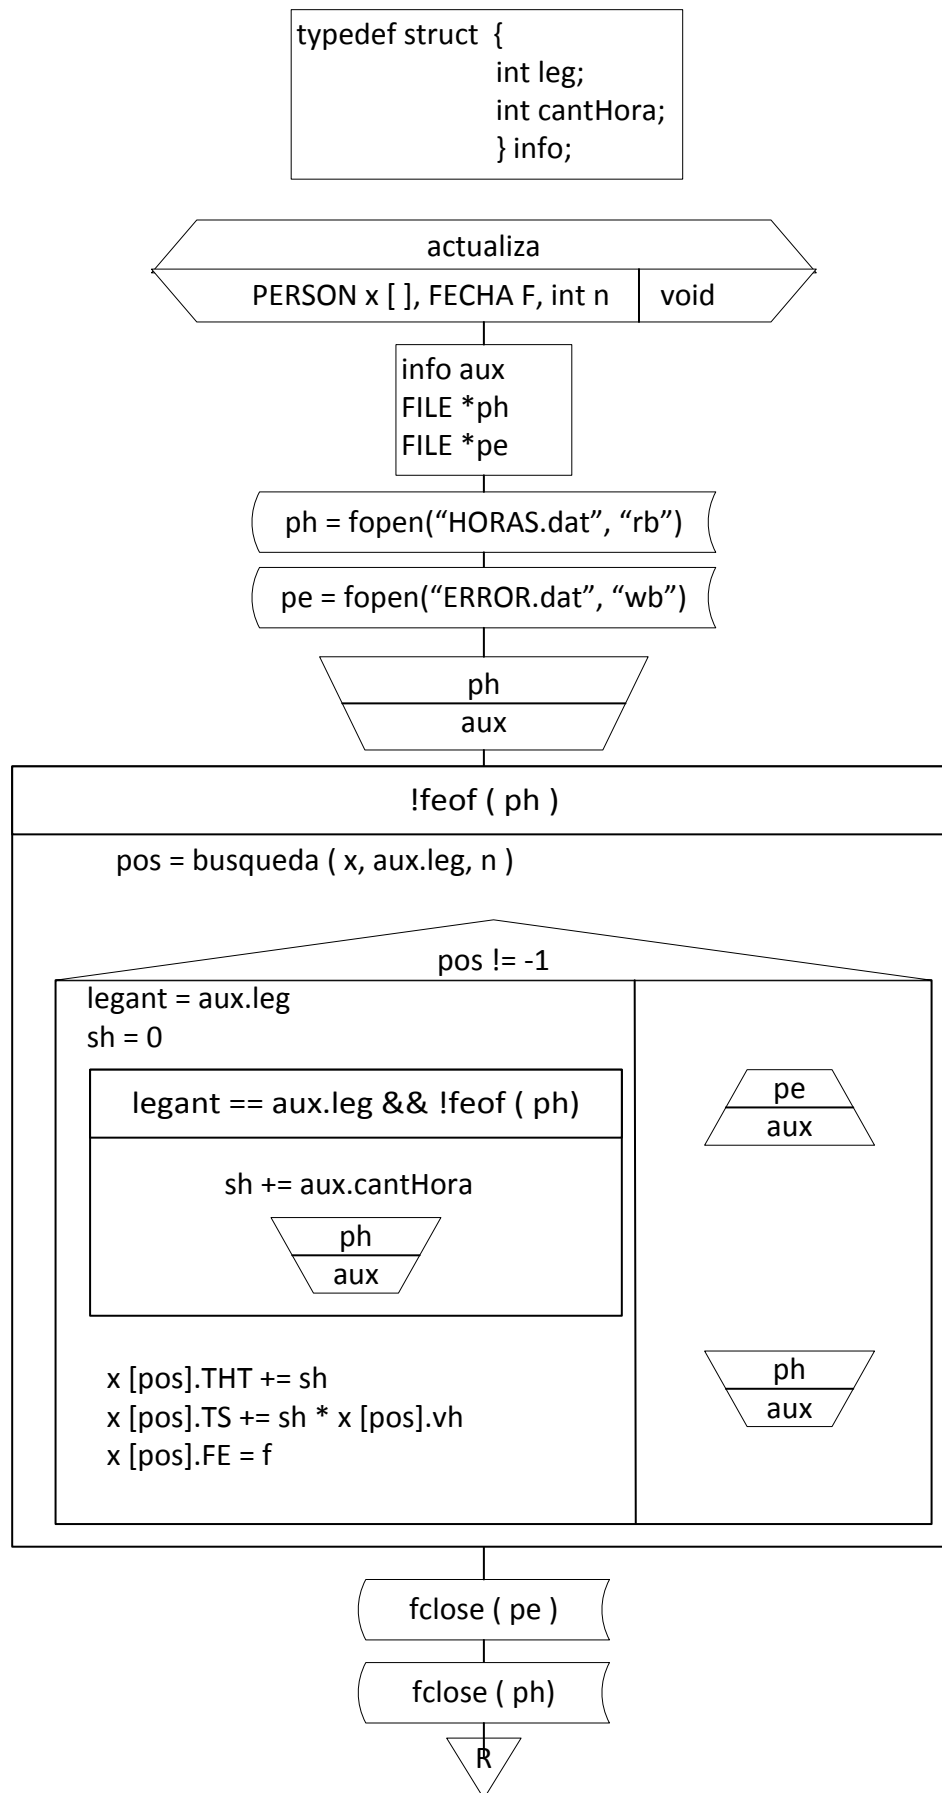 typedef struct {
int leg;
int cantHora;
} info;
actualiza
PERSON x [ ], FECHA F, int n
void
info aux
FILE *ph
FILE *pe
ph = fopen(“HORAS.dat”, “rb”)
pe = fopen(“ERROR.dat”, “wb”)
ph
aux
!feof ( ph )
pos = busqueda ( x, aux.leg, n )
pos != -1
legant = aux.leg
sh = 0
legant == aux.leg && !feof ( ph)
sh += aux.cantHora
ph
aux
x [pos].THT += sh
x [pos].TS += sh * x [pos].vh
x [pos].FE = f
pe
aux
ph
aux
fclose ( pe )
fclose ( ph)
R